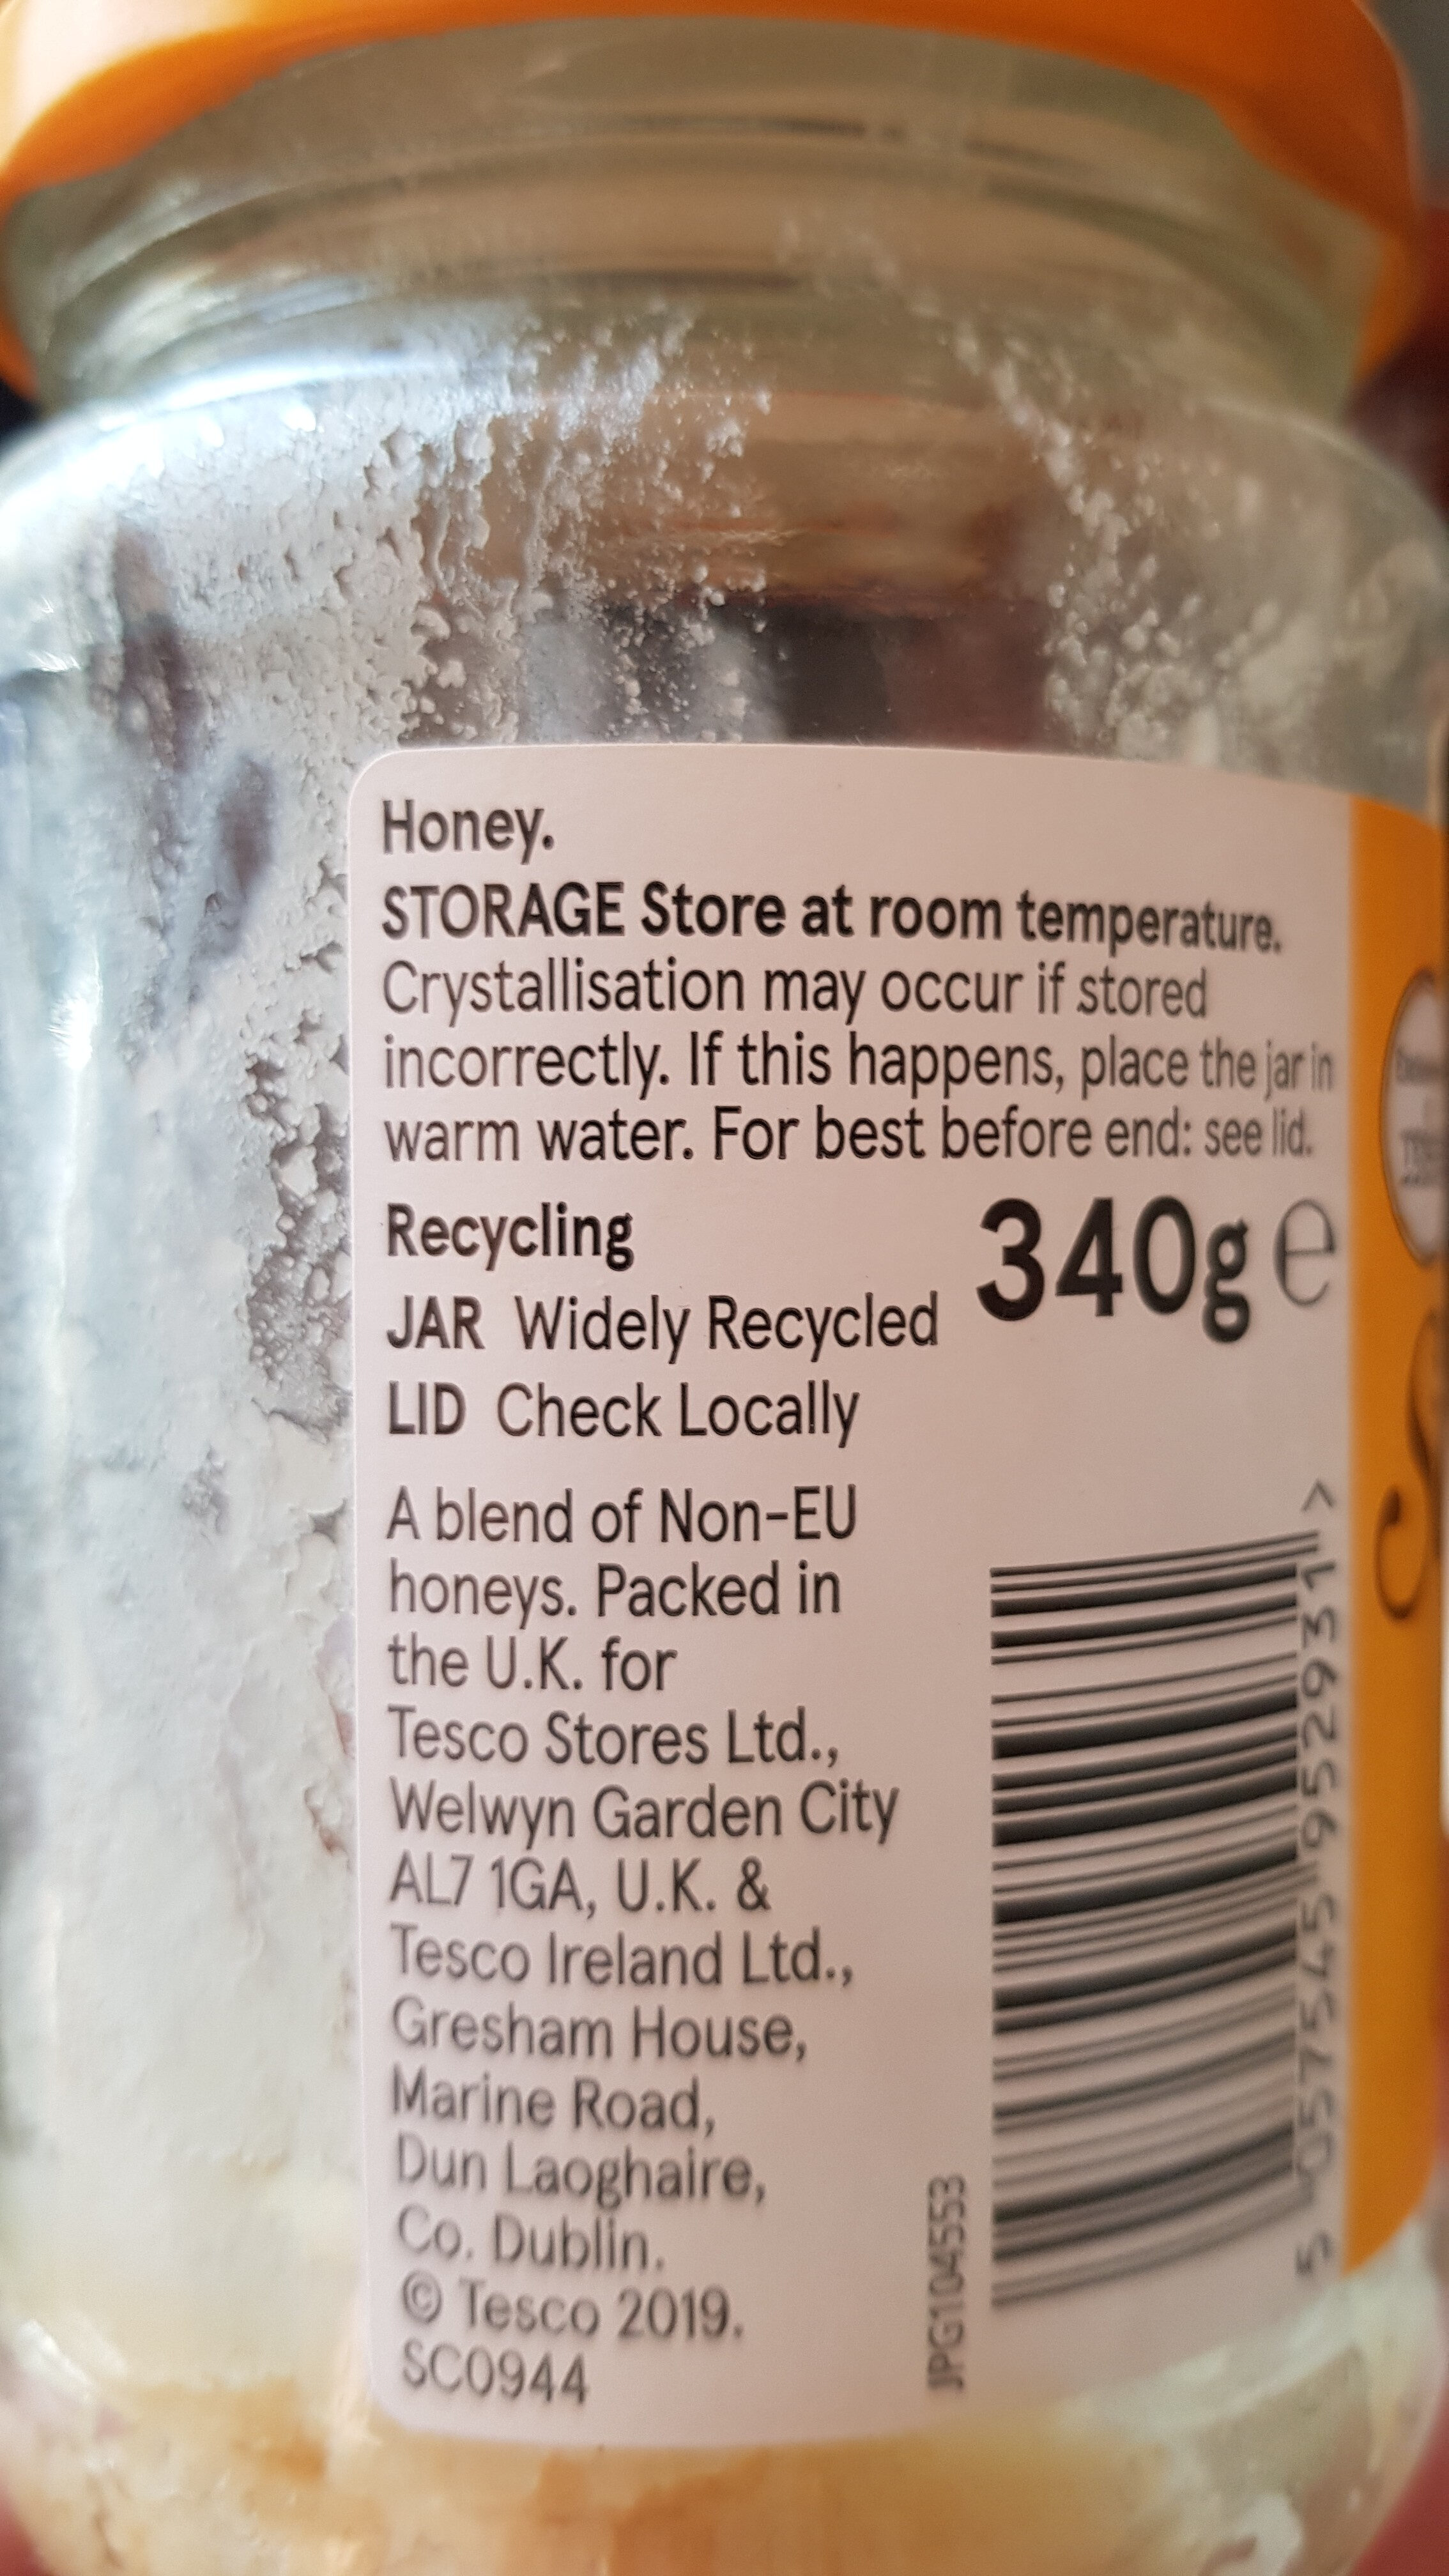 Honey.
STORAGE Store at room temperature.
Crystallisation may occur if stored
incorrectly. If this happens, place the jar in
warm water. For best before end: see lid.
Recycling
340g e
JAR Widely Recycled
LID Check Locally
A blend of Non-EU
honeys. Packed in
the U.K. for
Tesco Stores Ltd.,
Welwyn Garden City
AL7 1GA, U.K. &
Tesco Ireland Ltd.,
Gresham House,
Marine Road,
Dun Laoghaire,
Co. Dublin.
© Tesco 2019.
SC0944
JPG104553
5 057545 952931 >